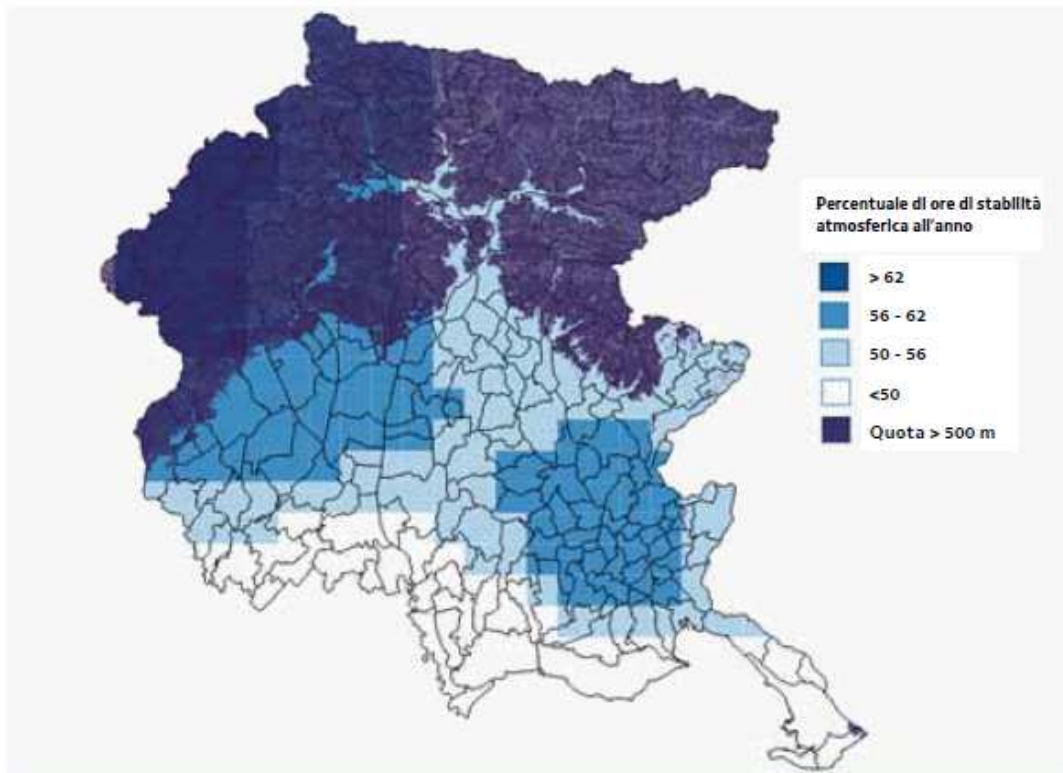 Percentuale di ore di stabilità
atmosferica all'anno
> 62
56 - 62
50 - 56
<50
Quota > 500 m